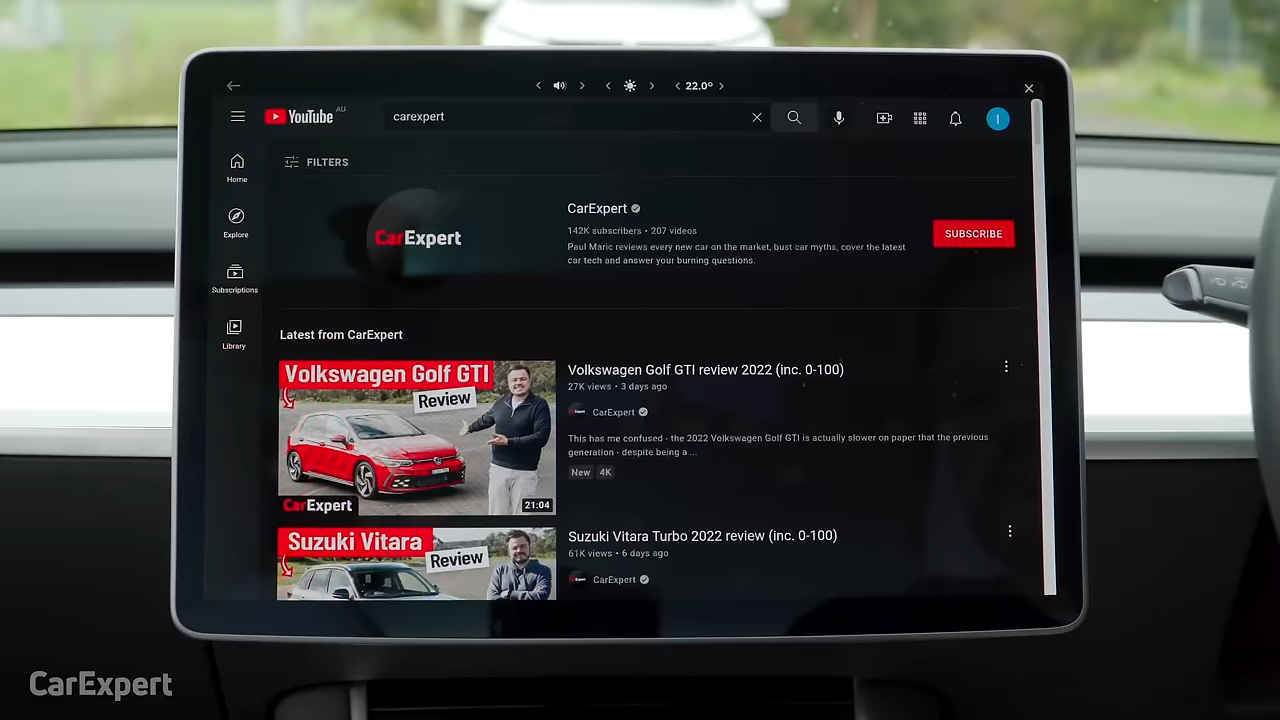 22.0°
YouTube AU
carexpert
I
FILTERS
Home
Explore
Subscriptions
Library
CarExpert
CarExpert
142K subscribers • 207 videos
Paul Maric reviews every new car on the market, bust car myths, cover the latest
car tech and answer your burning questions.
SUBSCRIBE
Latest from CarExpert
Volkswagen Golf GTI
Review
CarExpert
21:04
Volkswagen Golf GTI review 2022 (inc. 0-100)
27K views • 3 days ago
CarExpert
This has me confused - the 2022 Volkswagen Golf GTI is actually slower on paper that the previous
generation - despite being a ...
New 4K
Suzuki Vitara
Review
Suzuki Vitara Turbo 2022 review (inc. 0-100)
61K views • 6 days ago
CarExpert
CarExpert